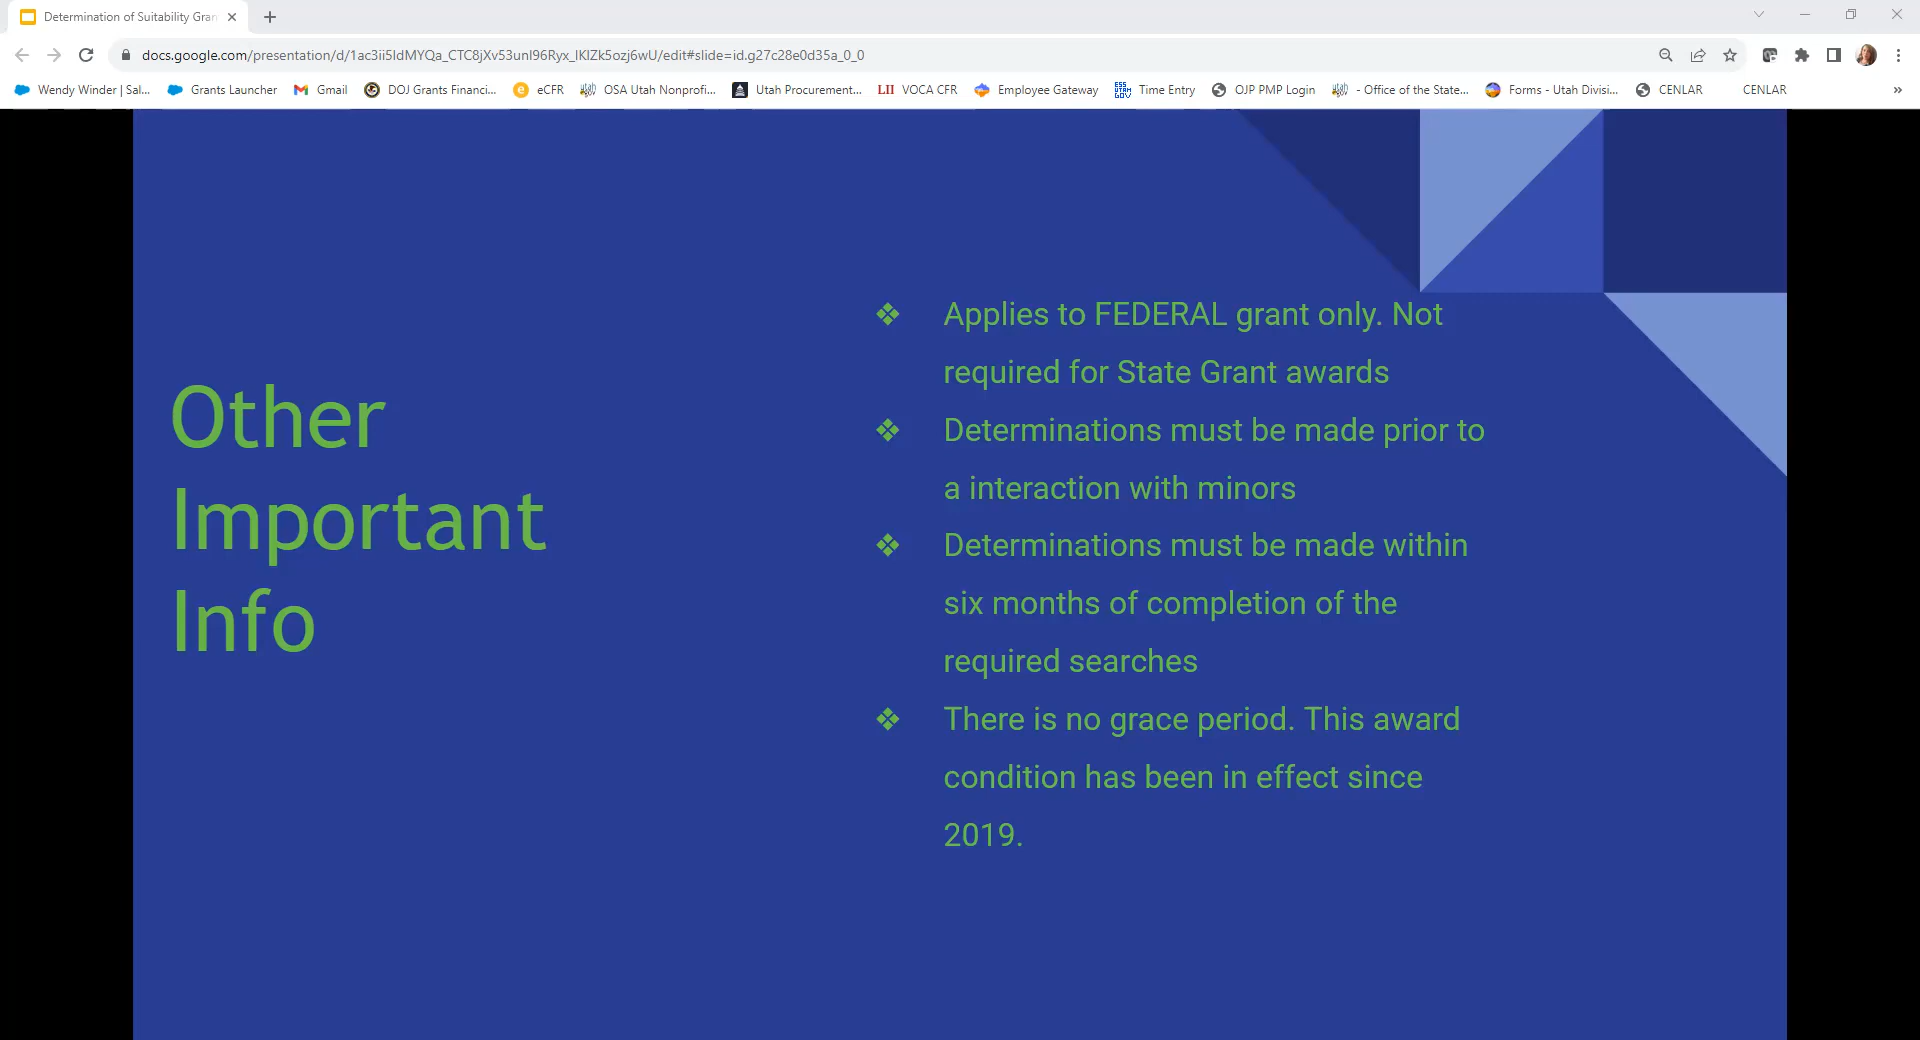 Determination of Suitability Gran
docs.google.com/presentation/d/1ac3ii5IdMYQa_CTC8jXv53unI96Ryx_IKIZk5ozj6wU/edit#slide=id.g27c28e0d35a_0_0
Wendy Winder | Sal...
Grants Launcher
Gmail
DOJ Grants Financi...
eCFR
OSA Utah Nonprofi...
Utah Procurement...
LII VOCA CFR
Employee Gateway
Time Entry
OJP PMP Login
- Office of the State...
Forms - Utah Divisi...
CENLAR
CENLAR
Other
Important
Info
❖ Applies to FEDERAL grant only. Not
required for State Grant awards
❖ Determinations must be made prior to
a interaction with minors
❖ Determinations must be made within
six months of completion of the
required searches
❖ There is no grace period. This award
condition has been in effect since
2019.